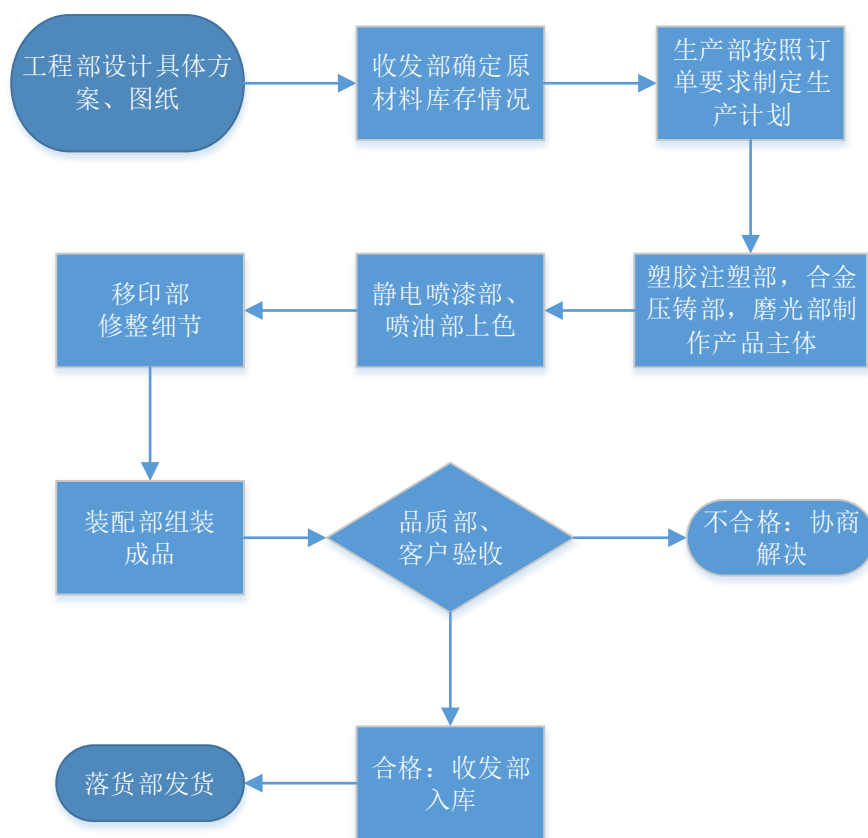 工程部设计具体方
案、图纸
收发部确定原
材料库存情况
生产部按照订
单要求制定生
产计划
塑胶注塑部，合金
压铸部，磨光部制
作产品主体
静电喷漆部、
喷油部上色
移印部
修整细节
装配部组装
成品
品质部、
客户验收
不合格：协商
解决
合格：收发部
入库
落货部发货